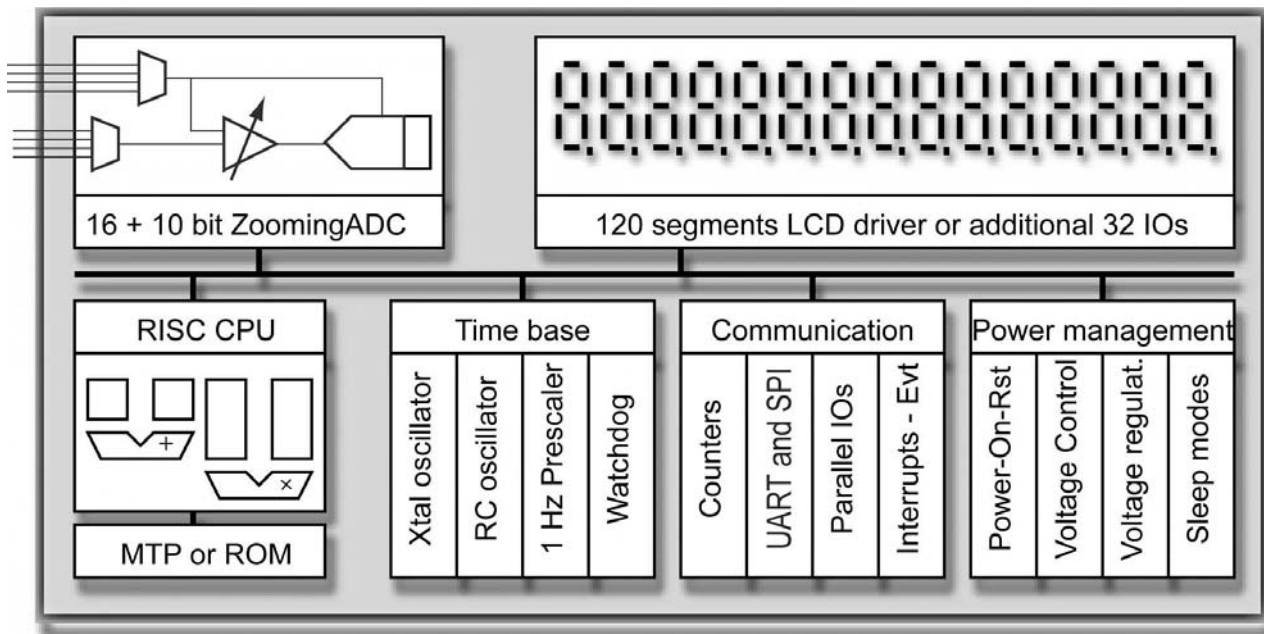 16 + 10 bit ZoomingADC
120 segments LCD driver or additional 32 IOs
RISC CPU
+
×
MTP or ROM
Time base
Xtal oscillator
RC oscillator
1 Hz Prescaler
Watchdog
Communication
Counters
UART and SPI
Parallel IOs
Interrupts - Evt
Power management
Power-On-Rst
Voltage Control
Voltage regulat.
Sleep modes